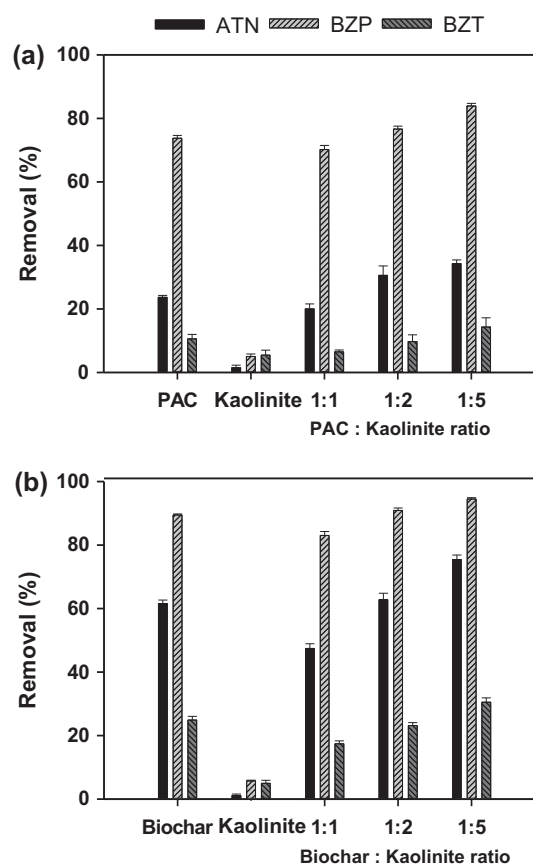 ATN BZP BZT
(a)
100
80
60
40
20
0
Removal (%)
PAC Kaolinite 1:1 1:2 1:5
PAC : Kaolinite ratio
(b)
100
80
60
40
20
0
Removal (%)
Biochar Kaolinite 1:1 1:2 1:5
Biochar : Kaolinite ratio